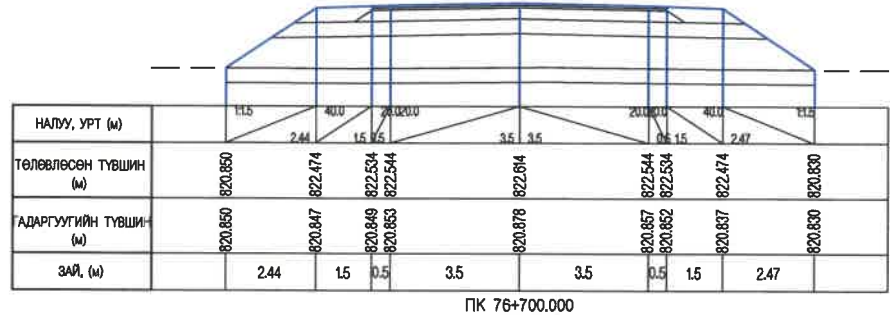 НАЛУУ, УРТ (м) 1:1.5 40.0 20.0 20.0 40.0 1:1.5
2.44 1.5 0.5 3.5 3.5 0.5 1.5 2.47
ТӨЛӨВЛӨСӨН ТҮВШИН (м) 820.850 822.474 822.534 822.544 822.614 822.544 822.534 822.474 820.830
ГАДАРГУУГИЙН ТҮВШИН (м) 820.850 820.847 820.849 820.853 820.878 820.857 820.852 820.837 820.830
ЗАЙ, (м) 2.44 1.5 0.5 3.5 3.5 0.5 1.5 2.47
ПК 76+700.000